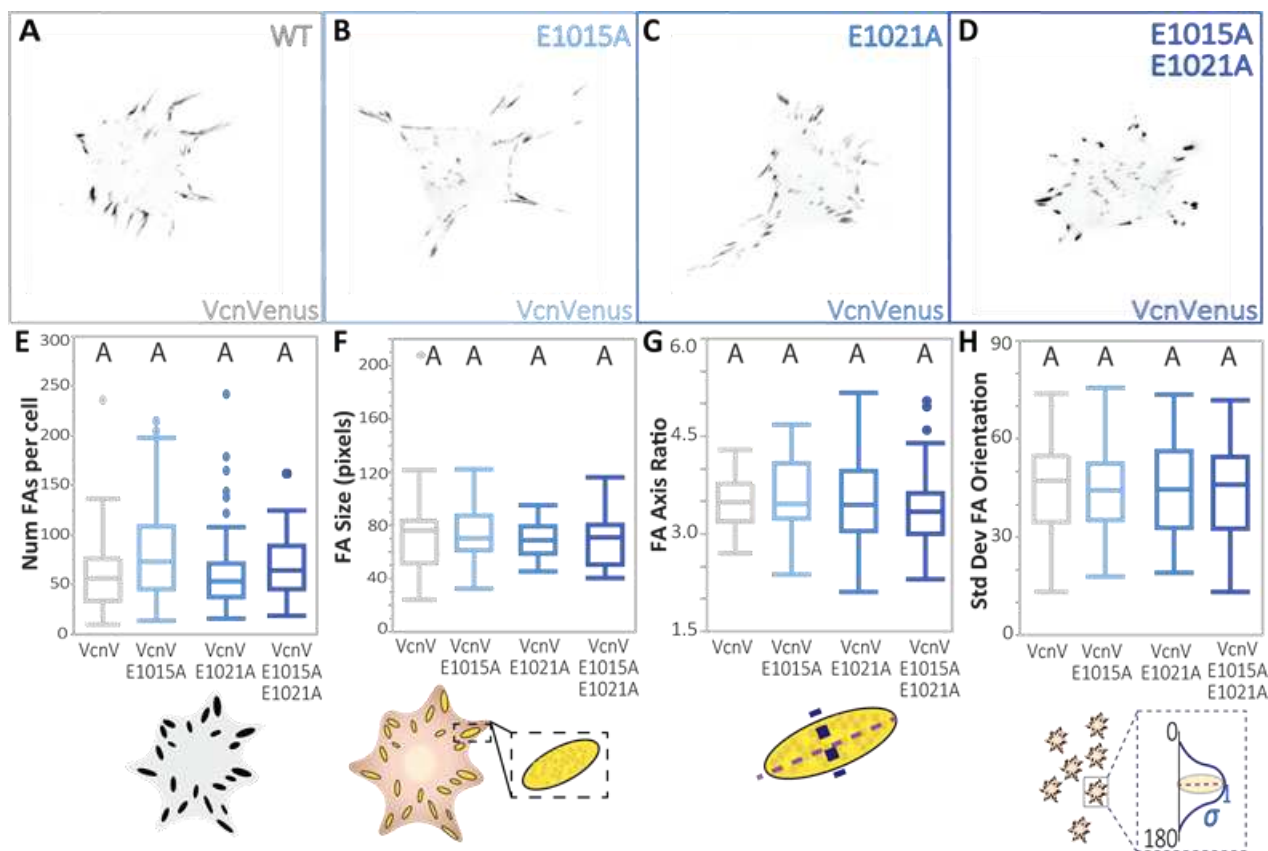 A
WT
VcnVenus
B
E1015A
VcnVenus
C
E1021A
VcnVenus
D
E1015A
E1021A
VcnVenus
E
Num FAs per cell
300
250
200
150
100
50
0
A A A A
VcnV VcnV VcnV VcnV
E1015A E1021A E1015A
E1021A
F
FA Size (pixels)
200
160
120
80
40
0
A A A A
VcnV VcnV VcnV VcnV
E1015A E1021A E1015A
E1021A
G
FA Axis Ratio
6.0
4.5
3.0
1.5
A A A A
VcnV VcnV VcnV VcnV
E1015A E1021A E1015A
E1021A
H
Std Dev FA Orientation
90
60
30
0
A A A A
VcnV VcnV VcnV VcnV
E1015A E1021A E1015A
E1021A
0
180
σ
1